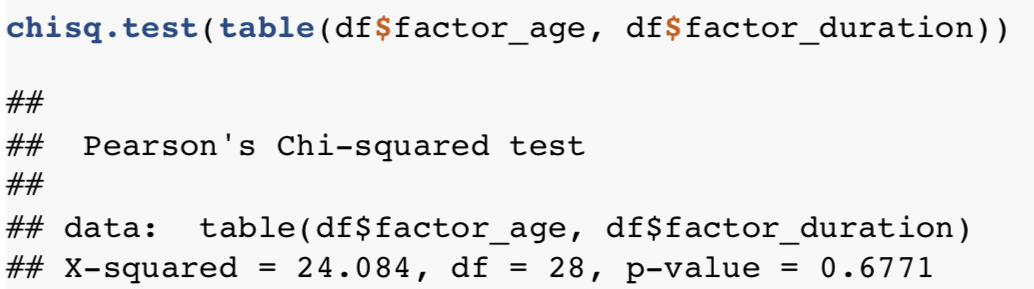 chisq.test(table(df$factor_age, df$factor_duration))
##
##  Pearson's Chi-squared test
##
## data:  table(df$factor_age, df$factor_duration)
## X-squared = 24.084, df = 28, p-value = 0.6771